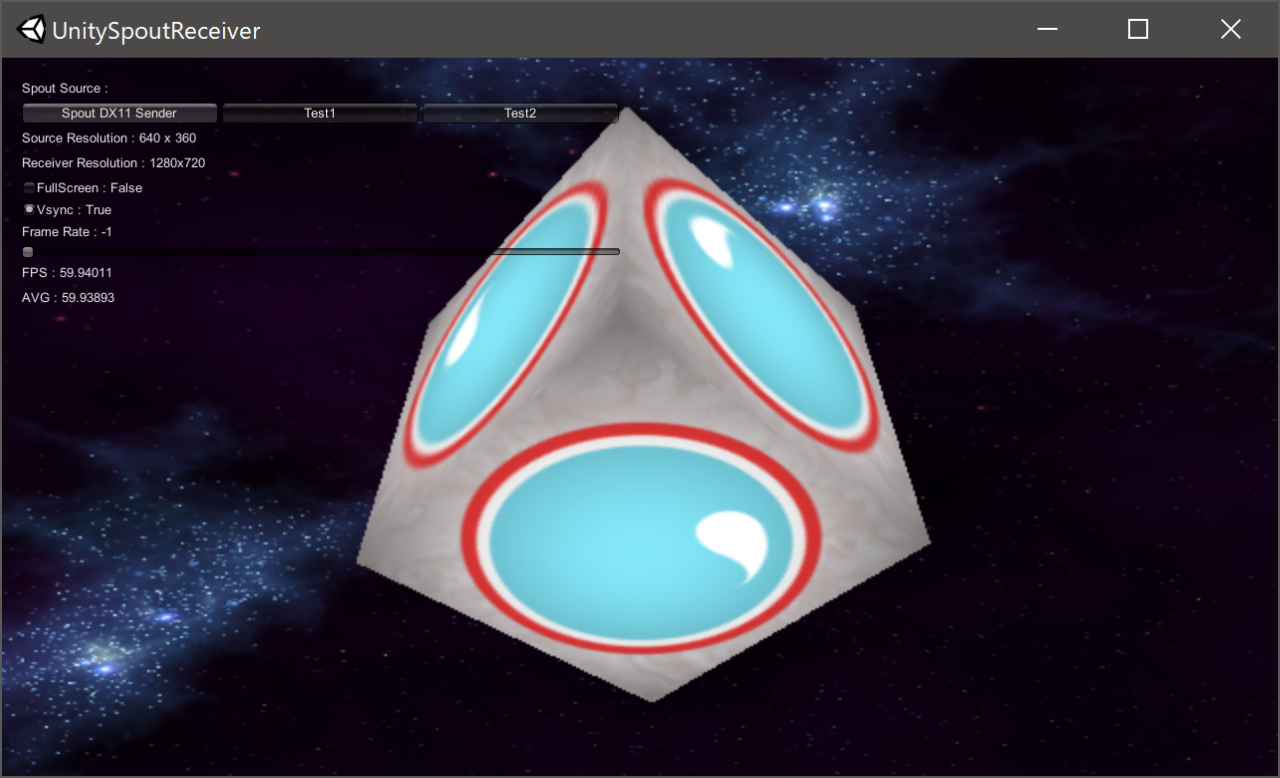 UnitySpoutReceiver
Spout Source :
Spout DX11 Sender Test1 Test2
Source Resolution : 640 x 360
Receiver Resolution : 1280x720
FullScreen : False
Vsync : True
Frame Rate : -1
FPS : 59.94011
AVG : 59.93893